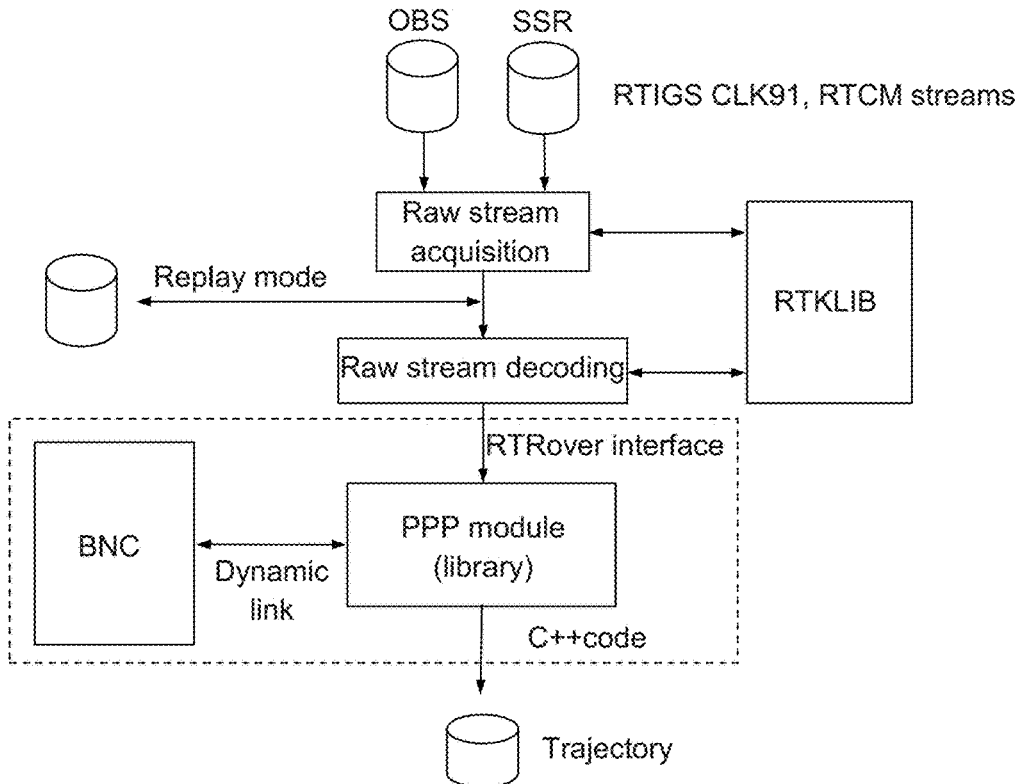 OBS
SSR
RTIGS CLK91, RTCM streams
Raw stream
acquisition
Replay mode
RTKLIB
Raw stream decoding
RTRover interface
BNC
PPP module
(library)
Dynamic
link
C++code
Trajectory